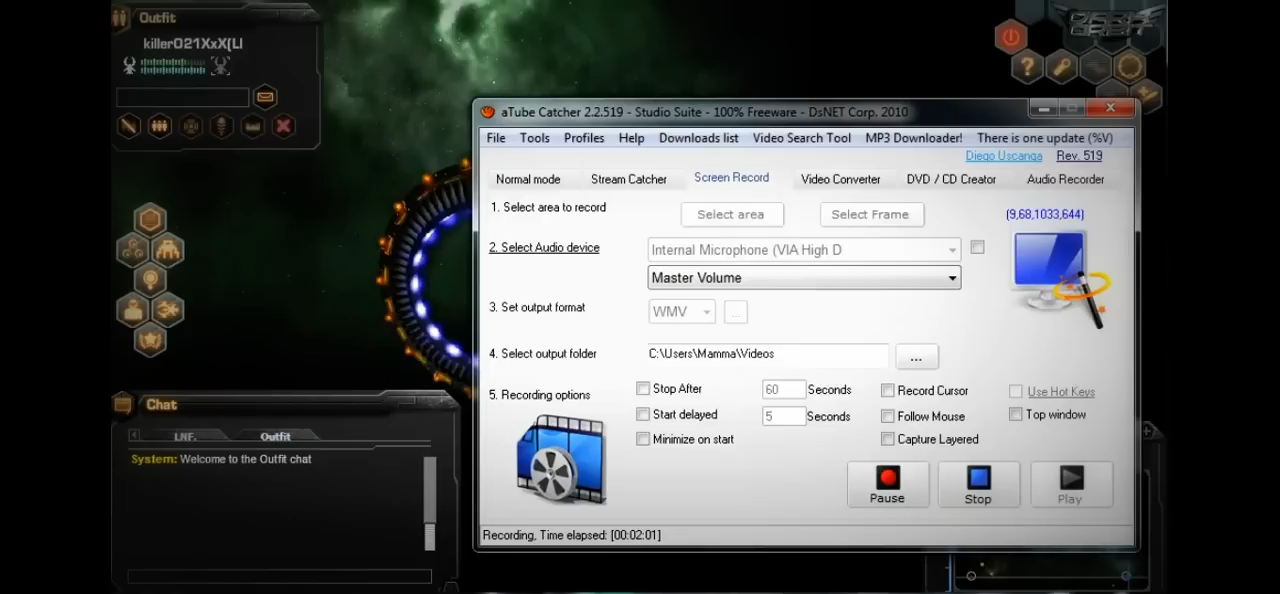 Outfit
killer021XxX[LI
aTube Catcher 2.2.519 - Studio Suite - 100% Freeware - DsNET Corp. 2010
File Tools Profiles Help Downloads list Video Search Tool MP3 Downloader! There is one update (%V)
Diego Uscanga Rev. 519
Normal mode Stream Catcher Screen Record Video Converter DVD / CD Creator Audio Recorder
1. Select area to record Select area Select Frame (9,68,1033,644)
2. Select Audio device Internal Microphone (VIA High D
Master Volume
3. Set output format WMV ...
4. Select output folder C:\Users\Mamma\Videos ...
5. Recording options Stop After 60 Seconds Record Cursor Use Hot Keys
Start delayed 5 Seconds Follow Mouse Top window
Minimize on start Capture Layered
Pause Stop Play
Recording, Time elapsed: [00:02:01]
Chat
LNF. Outfit
System: Welcome to the Outfit chat